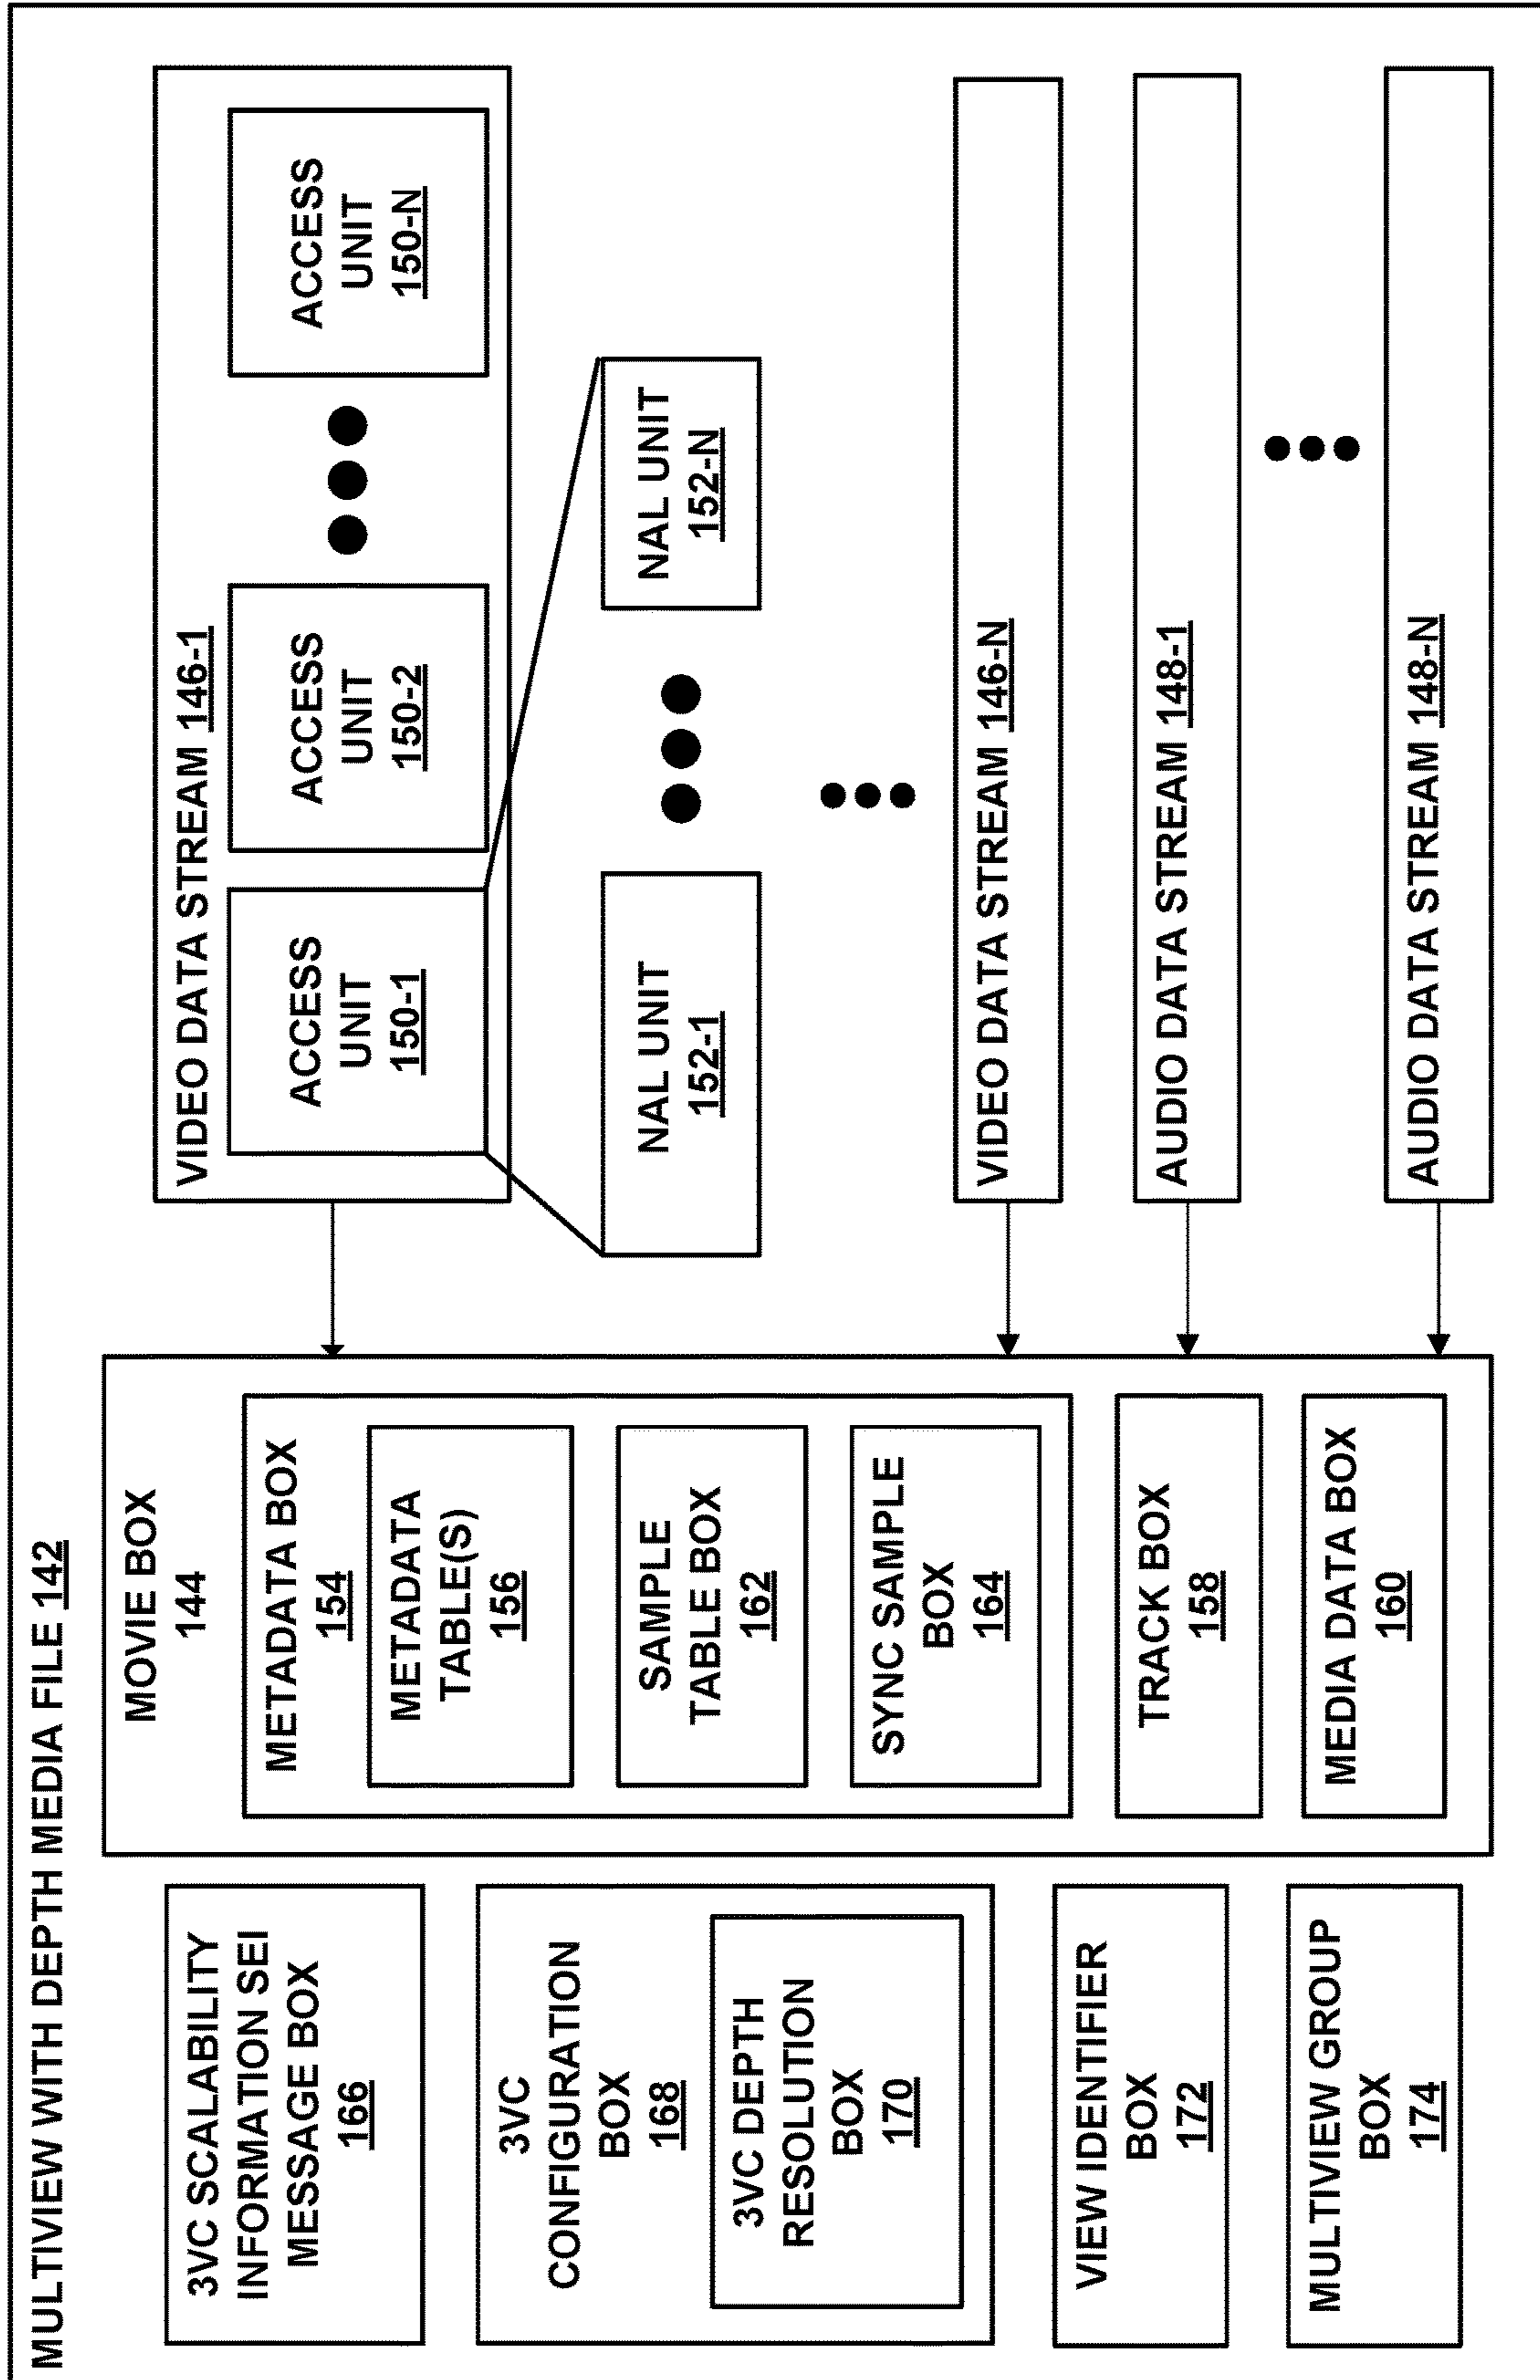 MULTIVIEW WITH DEPTH MEDIA FILE 142
3VC SCALABILITY
INFORMATION SEI
MESSAGE BOX
166
3VC
CONFIGURATION
BOX
168
3VC DEPTH
RESOLUTION
BOX
170
VIEW IDENTIFIER
BOX
172
MULTIVIEW GROUP
BOX
174
MOVIE BOX
144
METADATA BOX
154
METADATA
TABLE(S)
156
SAMPLE
TABLE BOX
162
SYNC SAMPLE
BOX
164
TRACK BOX
158
MEDIA DATA BOX
160
VIDEO DATA STREAM 146-1
ACCESS
UNIT
150-1
ACCESS
UNIT
150-2
ACCESS
UNIT
150-N
NAL UNIT
152-1
NAL UNIT
152-N
VIDEO DATA STREAM 146-N
AUDIO DATA STREAM 148-1
AUDIO DATA STREAM 148-N